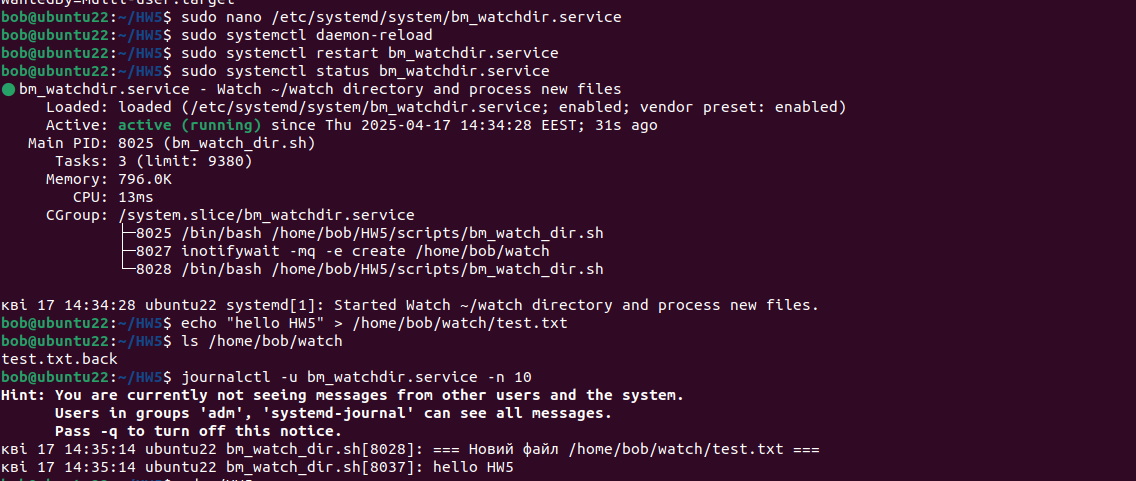 bob@ubuntu22:~/HW5$ sudo nano /etc/systemd/system/bm_watchdir.service
bob@ubuntu22:~/HW5$ sudo systemctl daemon-reload
bob@ubuntu22:~/HW5$ sudo systemctl restart bm_watchdir.service
bob@ubuntu22:~/HW5$ sudo systemctl status bm_watchdir.service
● bm_watchdir.service - Watch ~/watch directory and process new files
     Loaded: loaded (/etc/systemd/system/bm_watchdir.service; enabled; vendor preset: enabled)
     Active: active (running) since Thu 2025-04-17 14:34:28 EEST; 31s ago
   Main PID: 8025 (bm_watch_dir.sh)
      Tasks: 3 (limit: 9380)
     Memory: 796.0K
        CPU: 13ms
     CGroup: /system.slice/bm_watchdir.service
             ├─8025 /bin/bash /home/bob/HW5/scripts/bm_watch_dir.sh
             ├─8027 inotifywait -mq -e create /home/bob/watch
             └─8028 /bin/bash /home/bob/HW5/scripts/bm_watch_dir.sh
кві 17 14:34:28 ubuntu22 systemd[1]: Started Watch ~/watch directory and process new files.
bob@ubuntu22:~/HW5$ echo "hello HW5" > /home/bob/watch/test.txt
bob@ubuntu22:~/HW5$ ls /home/bob/watch
test.txt.back
bob@ubuntu22:~/HW5$ journalctl -u bm_watchdir.service -n 10
Hint: You are currently not seeing messages from other users and the system.
      Users in groups 'adm', 'systemd-journal' can see all messages.
      Pass -q to turn off this notice.
кві 17 14:35:14 ubuntu22 bm_watch_dir.sh[8028]: === Новий файл /home/bob/watch/test.txt ===
кві 17 14:35:14 ubuntu22 bm_watch_dir.sh[8037]: hello HW5